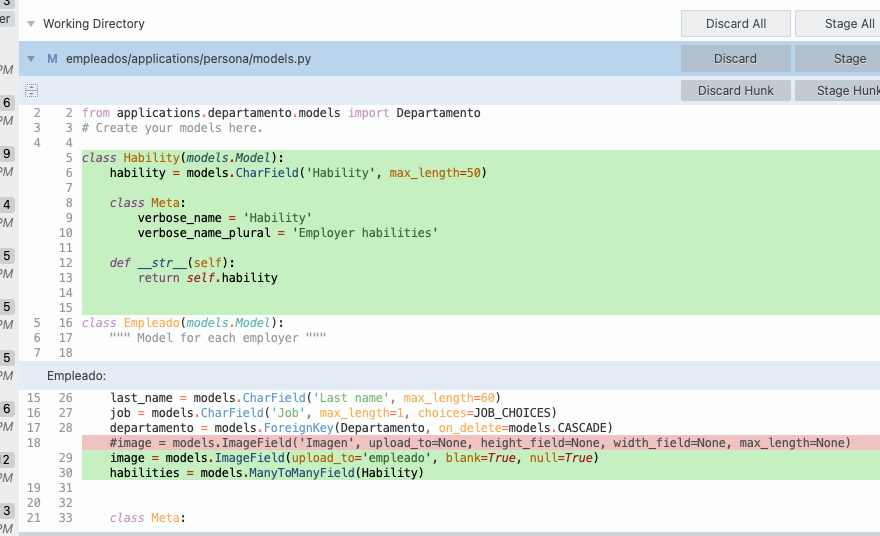 3
er
Working Directory
Discard All
Stage All
M empleados/applications/persona/models.py
Discard
Stage
PM
Discard Hunk
Stage Hunk
6
PM
2 2 from applications.departamento.models import Departamento
3 3 # Create your models here.
4 4
9
5 class Hability(models.Model):
PM
6 hability = models.CharField('Hability', max_length=50)
7
4
8 class Meta:
PM
9 verbose_name = 'Hability'
10 verbose_name_plural = 'Employer habilities'
11
5
12 def __str__(self):
PM
13 return self.hability
14
5
15
PM
5 16 class Empleado(models.Model):
6 17 """ Model for each employer """
7 18
5
PM
Empleado:
15 26 last_name = models.CharField('Last name', max_length=60)
6
16 27 job = models.CharField('Job', max_length=1, choices=JOB_CHOICES)
PM
17 28 departamento = models.ForeignKey(Departamento, on_delete=models.CASCADE)
18 #image = models.ImageField('Imagen', upload_to=None, height_field=None, width_field=None, max_length=None)
12
29 image = models.ImageField(upload_to='empleado', blank=True, null=True)
PM
30 habilities = models.ManyToManyField(Hability)
19 31
20 32
3
21 33 class Meta:
PM